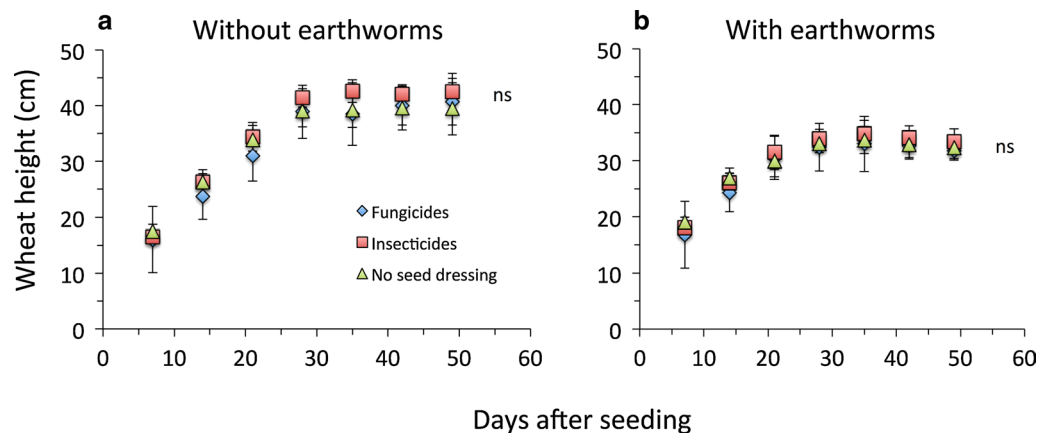 a
Without earthworms
b
With earthworms
Wheat height (cm)
50
40
30
20
10
0
ns
Fungicides
Insecticides
No seed dressing
0 10 20 30 40 50 60
50
40
30
20
10
0
ns
0 10 20 30 40 50 60
Days after seeding